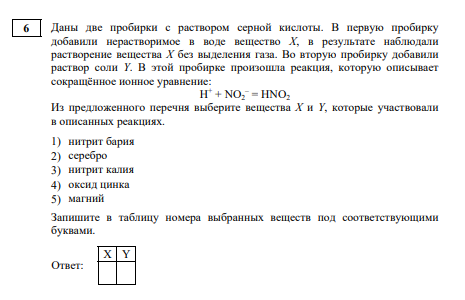 6
Даны две пробирки с раствором серной кислоты. В первую пробирку
добавили нерастворимое в воде вещество X, в результате наблюдали
растворение вещества X без выделения газа. Во вторую пробирку добавили
раствор соли Y. В этой пробирке произошла реакция, которую описывает
сокращённое ионное уравнение:
H⁺ + NO₂⁻ = HNO₂
Из предложенного перечня выберите вещества X и Y, которые участвовали
в описанных реакциях.
1) нитрит бария
2) серебро
3) нитрит калия
4) оксид цинка
5) магний
Запишите в таблицу номера выбранных веществ под соответствующими
буквами.
Ответ:
X Y